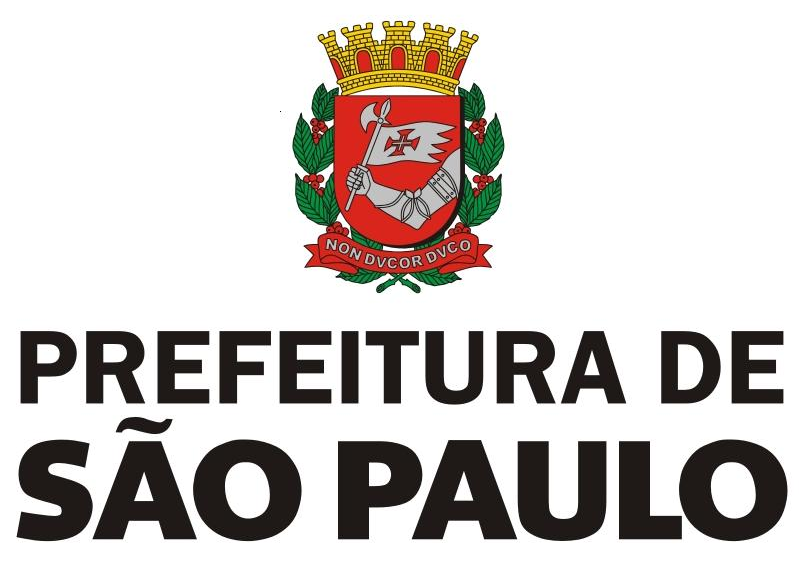 NON DVCOR DVCO
PREFEITURA DE
SÃO PAULO